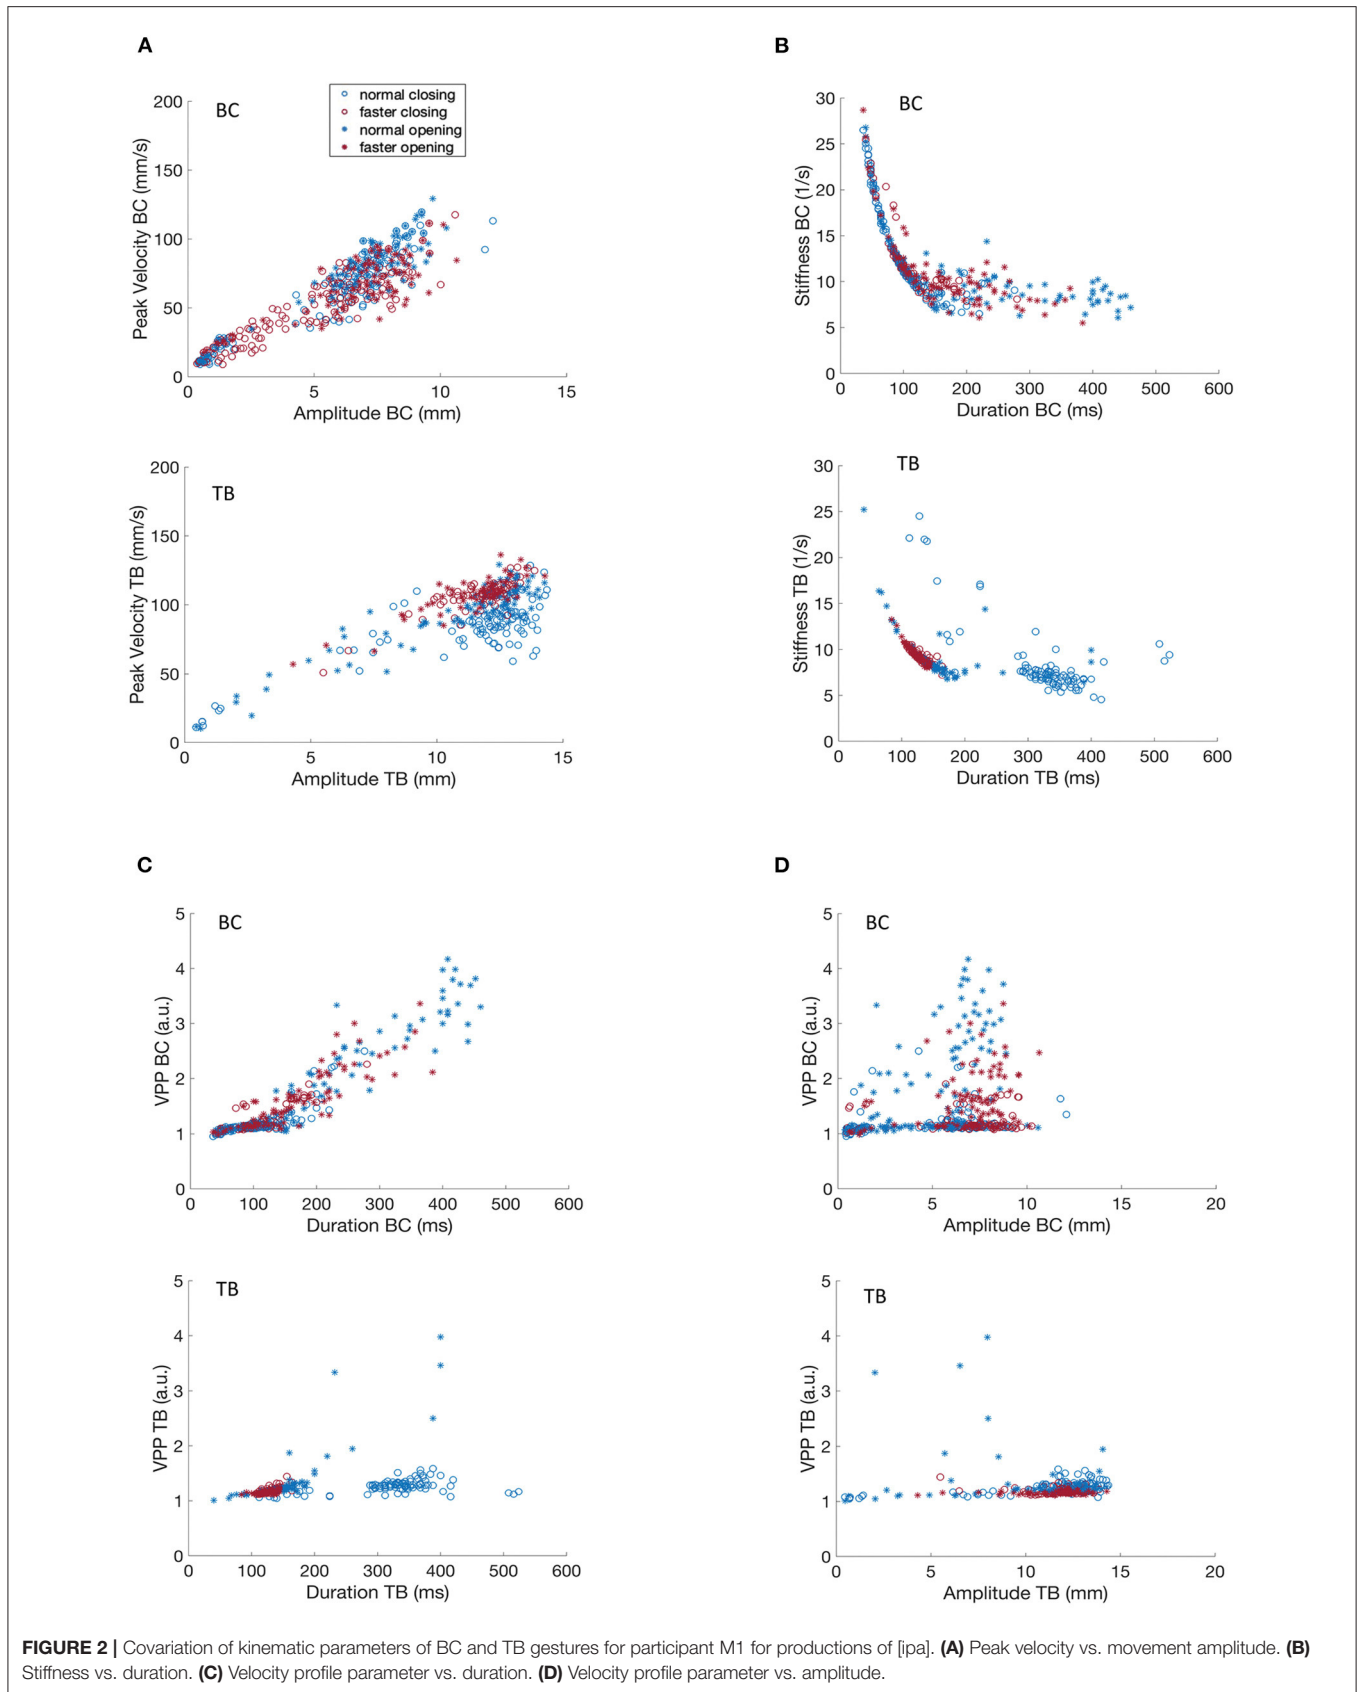 A
BC
normal closing
faster closing
normal opening
faster opening
200
150
100
50
0
Peak Velocity BC (mm/s)
0 5 10 15
Amplitude BC (mm)
B
BC
30
25
20
15
10
5
0
Stiffness BC (1/s)
0 100 200 300 400 500 600
Duration BC (ms)
TB
200
150
100
50
0
Peak Velocity TB (mm/s)
0 5 10 15
Amplitude TB (mm)
TB
30
25
20
15
10
5
0
Stiffness TB (1/s)
0 100 200 300 400 500 600
Duration TB (ms)
C
BC
5
4
3
2
1
0
VPP BC (a.u.)
0 100 200 300 400 500 600
Duration BC (ms)
D
BC
5
4
3
2
1
0
VPP BC (a.u.)
0 5 10 15 20
Amplitude BC (mm)
TB
5
4
3
2
1
0
VPP TB (a.u.)
0 100 200 300 400 500 600
Duration TB (ms)
TB
5
4
3
2
1
0
VPP TB (a.u.)
0 5 10 15 20
Amplitude TB (mm)
FIGURE 2 | Covariation of kinematic parameters of BC and TB gestures for participant M1 for productions of [ipa]. (A) Peak velocity vs. movement amplitude. (B)
Stiffness vs. duration. (C) Velocity profile parameter vs. duration. (D) Velocity profile parameter vs. amplitude.